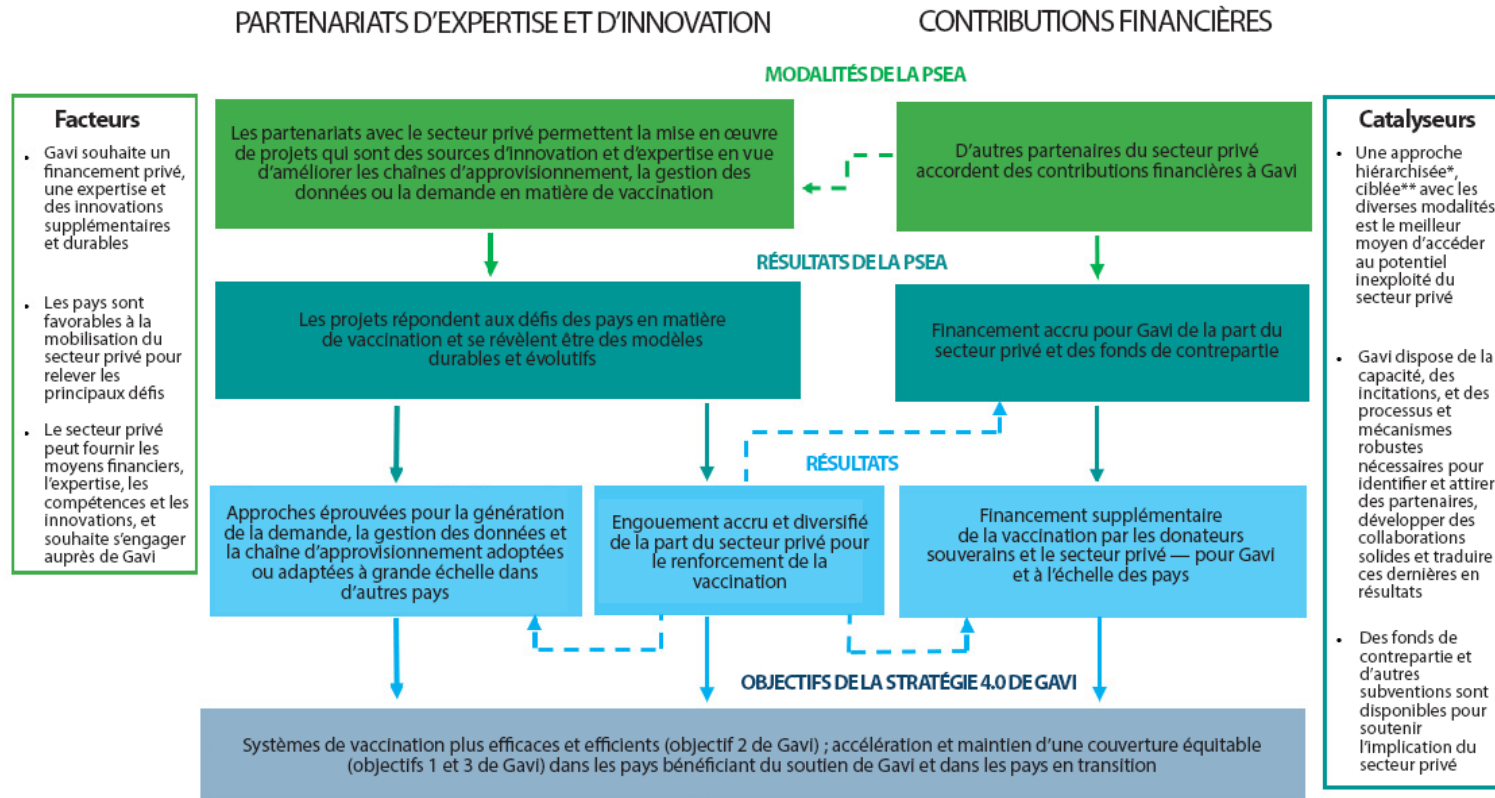 PARTENARIATS D'EXPERTISE ET D'INNOVATION
CONTRIBUTIONS FINANCIÈRES
MODALITÉS DE LA PSEA
Facteurs
• Gavi souhaite un
financement privé,
une expertise et
des innovations
supplémentaires
et durables
• Les pays sont
favorables à la
mobilisation du
secteur privé pour
relever les
principaux défis
• Le secteur privé
peut fournir les
moyens financiers,
l'expertise, les
compétences et les
innovations, et
souhaite s'engager
auprès de Gavi
Les partenariats avec le secteur privé permettent la mise en œuvre
de projets qui sont des sources d'innovation et d'expertise en vue
d'améliorer les chaînes d'approvisionnement, la gestion des
données ou la demande en matière de vaccination
D'autres partenaires du secteur privé
accordent des contributions financières à Gavi
RÉSULTATS DE LA PSEA
Les projets répondent aux défis des pays en matière
de vaccination et se révèlent être des modèles
durables et évolutifs
Financement accru pour Gavi de la part du
secteur privé et des fonds de contrepartie
RÉSULTATS
Approches éprouvées pour la génération
de la demande, la gestion des données et
la chaîne d'approvisionnement adoptées
ou adaptées à grande échelle dans
d'autres pays
Engouement accru et diversifié
de la part du secteur privé pour
le renforcement de la
vaccination
Financement supplémentaire
de la vaccination par les donateurs
souverains et le secteur privé — pour Gavi
et à l'échelle des pays
OBJECTIFS DE LA STRATÉGIE 4.0 DE GAVI
Systèmes de vaccination plus efficaces et efficients (objectif 2 de Gavi) ; accélération et maintien d'une couverture équitable
(objectifs 1 et 3 de Gavi) dans les pays bénéficiant du soutien de Gavi et dans les pays en transition
Catalyseurs
• Une approche
hiérarchisée*,
ciblée** avec les
diverses modalités
est le meilleur
moyen d'accéder
au potentiel
inexploité du
secteur privé
• Gavi dispose de la
capacité, des
incitations, et des
processus et
mécanismes
robustes
nécessaires pour
identifier et attirer
des partenaires,
développer des
collaborations
solides et traduire
ces dernières en
résultats
• Des fonds de
contrepartie et
d'autres
subventions sont
disponibles pour
soutenir
l'implication du
secteur privé